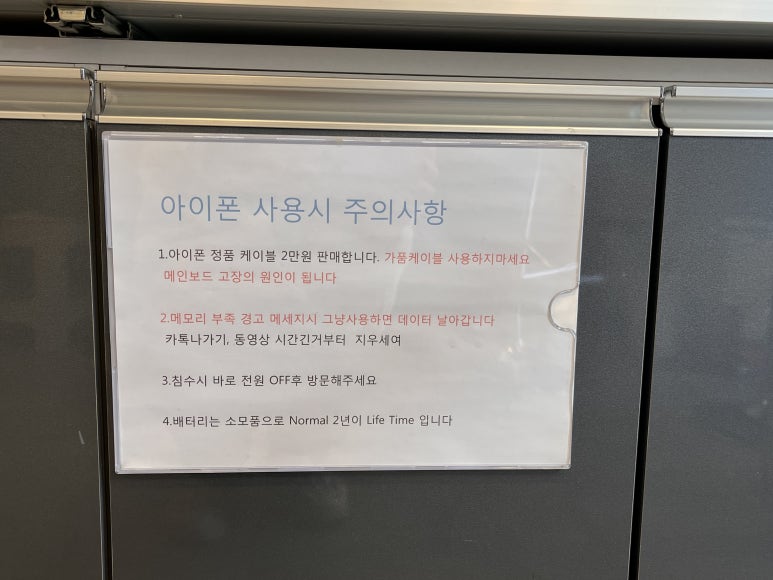 아이폰 사용시 주의사항
1.아이폰 정품 케이블 2만원 판매합니다. 가품케이블 사용하지마세요
메인보드 고장의 원인이 됩니다
2.메모리 부족 경고 메세지시 그냥사용하면 데이터 날아갑니다
카톡나가기, 동영상 시간긴거부터 지우세여
3.침수시 바로 전원 OFF후 방문해주세요
4.배터리는 소모품으로 Normal 2년이 Life Time 입니다